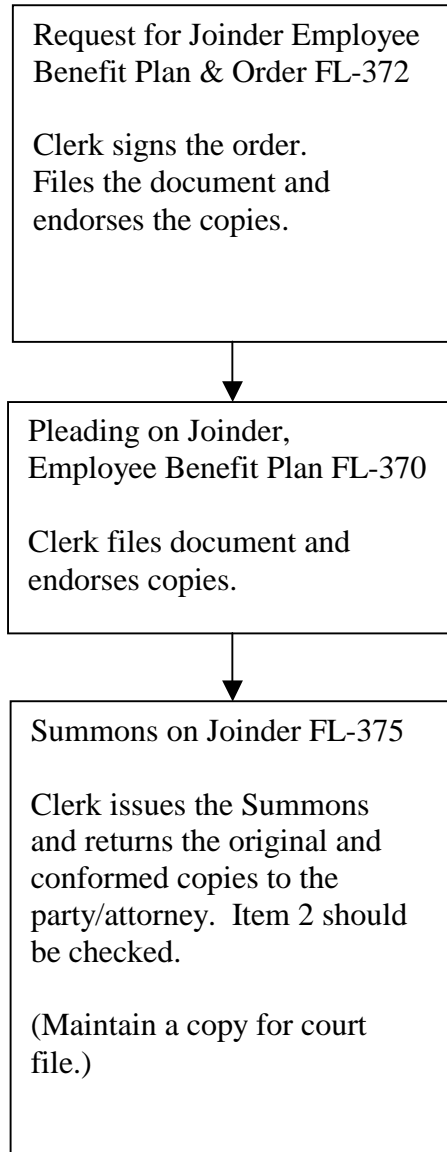 Request for Joinder Employee
Benefit Plan & Order FL-372
Clerk signs the order.
Files the document and
endorses the copies.
Pleading on Joinder,
Employee Benefit Plan FL-370
Clerk files document and
endorses copies.
Summons on Joinder FL-375
Clerk issues the Summons
and returns the original and
conformed copies to the
party/attorney.  Item 2 should
be checked.
(Maintain a copy for court
file.)